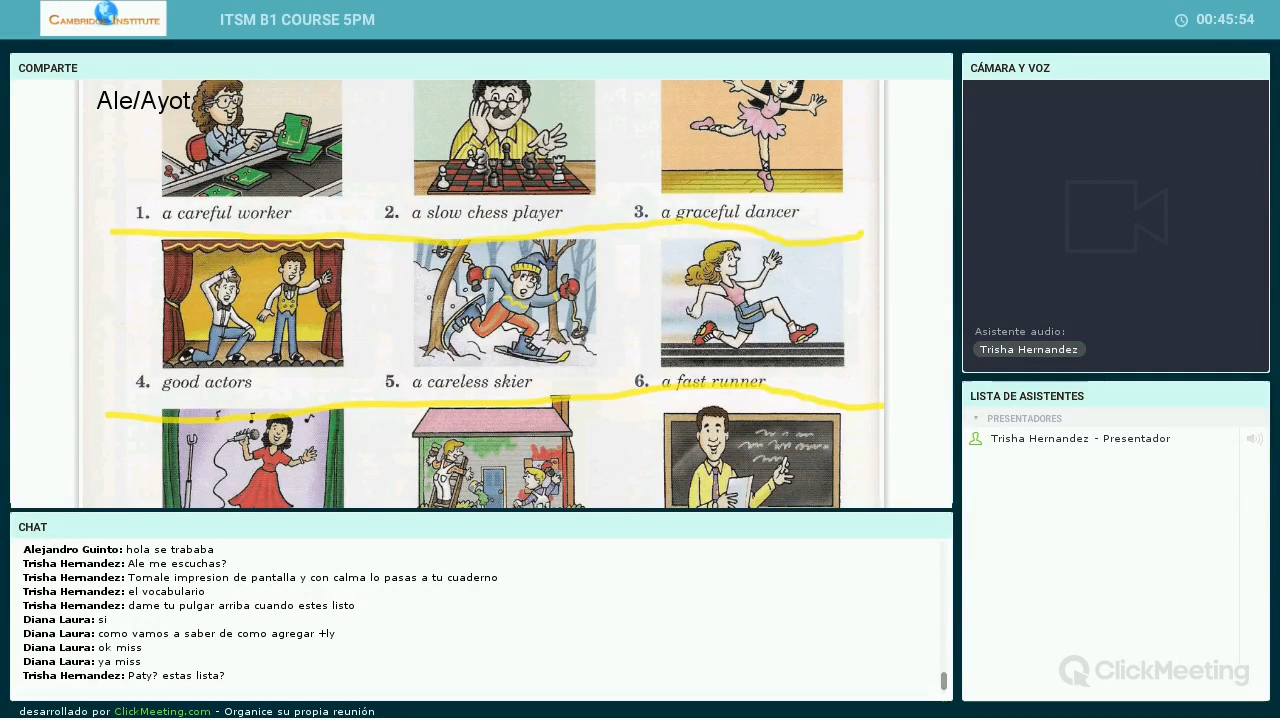 CAMBRIDGE INSTITUTE
ITSM B1 COURSE 5PM
00:45:54
COMPARTE
Ale/Ayot
1. a careful worker
2. a slow chess player
3. a graceful dancer
4. good actors
5. a careless skier
6. a fast runner
CHAT
Alejandro Guinto: hola se trababa
Trisha Hernandez: Ale me escuchas?
Trisha Hernandez: Tomale impresion de pantalla y con calma lo pasas a tu cuaderno
Trisha Hernandez: el vocabulario
Trisha Hernandez: dame tu pulgar arriba cuando estes listo
Diana Laura: si
Diana Laura: como vamos a saber de como agregar +ly
Diana Laura: ok miss
Diana Laura: ya miss
Trisha Hernandez: Paty? estas lista?
CÁMARA Y VOZ
Asistente audio:
Trisha Hernandez
LISTA DE ASISTENTES
PRESENTADORES
Trisha Hernandez - Presentador
ClickMeeting
desarrollado por ClickMeeting.com - Organice su propia reunión